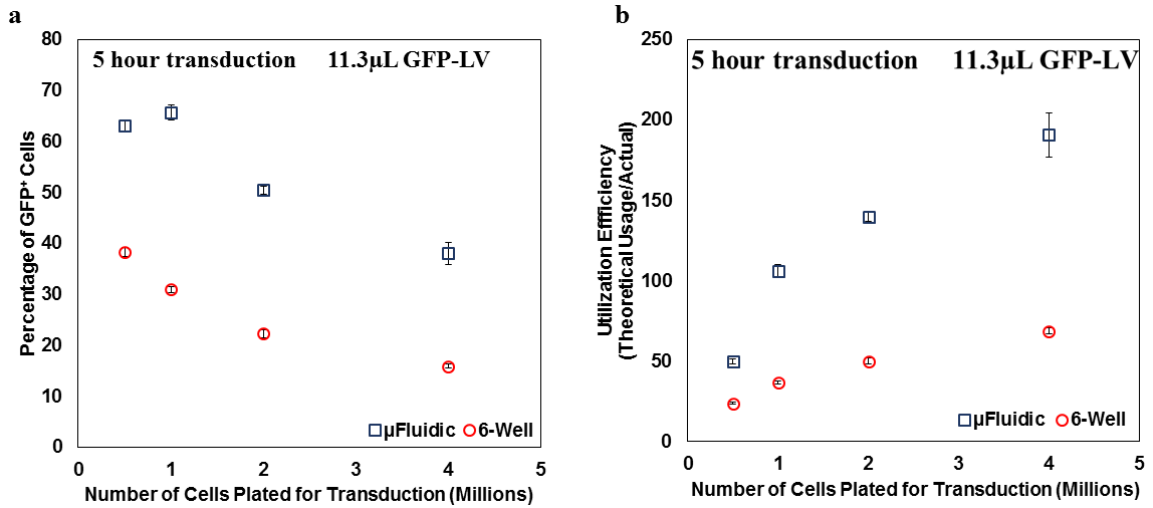 a
80
70
60
50
40
30
20
10
0
Percentage of GFP⁺ Cells
5 hour transduction 11.3µL GFP-LV
µFluidic 6-Well
0 1 2 3 4 5
Number of Cells Plated for Transduction (Millions)
b
250
200
150
100
50
0
Utilization Effficiency
(Theoretical Usage/Actual)
5 hour transduction 11.3µL GFP-LV
µFluidic 6-Well
0 1 2 3 4 5
Number of Cells Plated for Transduction (Millions)